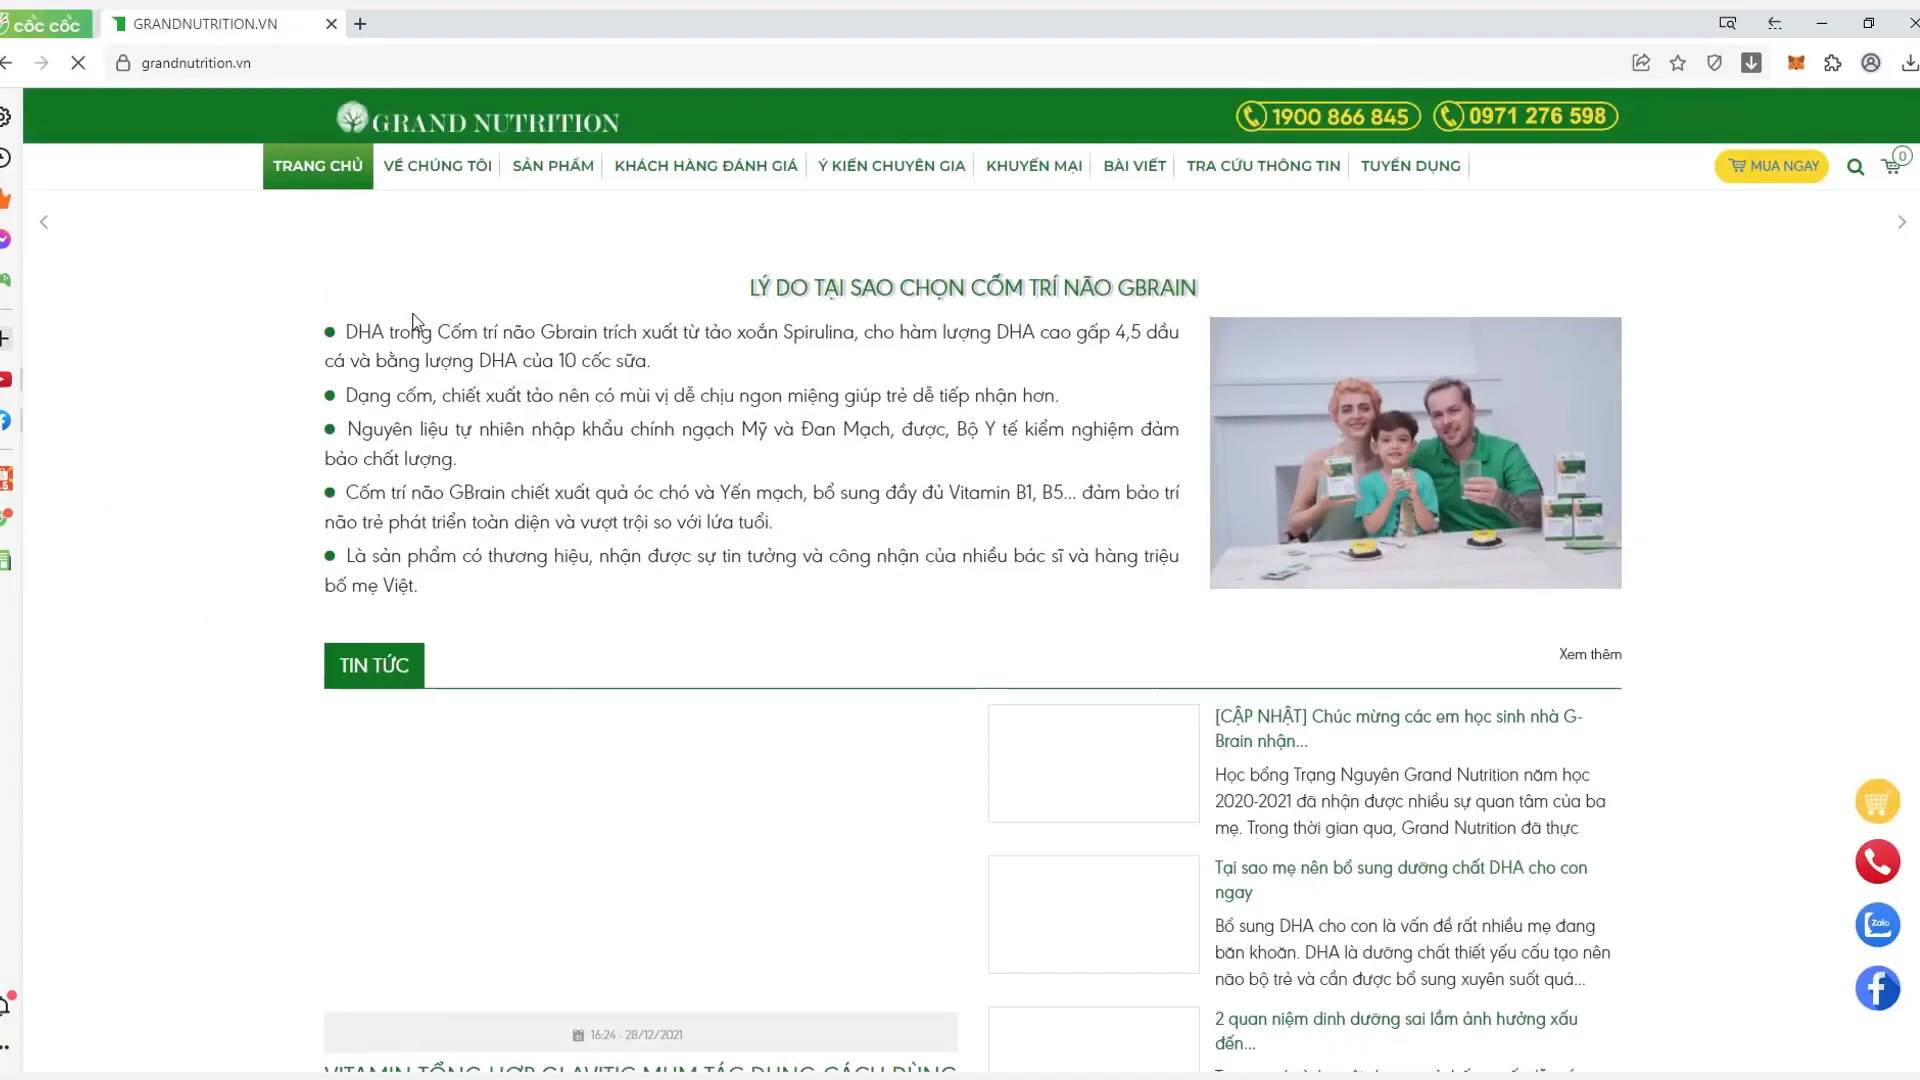 cốc cốc
GRANDNUTRITION.VN
grandnutrition.vn
GRAND NUTRITION
1900 866 845
0971 276 598
TRANG CHỦ
VỀ CHÚNG TÔI
SẢN PHẨM
KHÁCH HÀNG ĐÁNH GIÁ
Ý KIẾN CHUYÊN GIA
KHUYẾN MẠI
BÀI VIẾT
TRA CỨU THÔNG TIN
TUYỂN DỤNG
MUA NGAY
0
LÝ DO TẠI SAO CHỌN CỐM TRÍ NÃO GBRAIN
DHA trong Cốm trí não Gbrain trích xuất từ tảo xoắn Spirulina, cho hàm lượng DHA cao gấp 4,5 dầu
cá và bằng lượng DHA của 10 cốc sữa.
Dạng cốm, chiết xuất tảo nên có mùi vị dễ chịu ngon miệng giúp trẻ dễ tiếp nhận hơn.
Nguyên liệu tự nhiên nhập khẩu chính ngạch Mỹ và Đan Mạch, được, Bộ Y tế kiểm nghiệm đảm
bảo chất lượng.
Cốm trí não GBrain chiết xuất quả óc chó và Yến mạch, bổ sung đầy đủ Vitamin B1, B5... đảm bảo trí
não trẻ phát triển toàn diện và vượt trội so với lứa tuổi.
Là sản phẩm có thương hiệu, nhận được sự tin tưởng và công nhận của nhiều bác sĩ và hàng triệu
bố mẹ Việt.
TIN TỨC
Xem thêm
[CẬP NHẬT] Chúc mừng các em học sinh nhà G-
Brain nhận...
Học bổng Trạng Nguyên Grand Nutrition năm học
2020-2021 đã nhận được nhiều sự quan tâm của ba
mẹ. Trong thời gian qua, Grand Nutrition đã thực
Tại sao mẹ nên bổ sung dưỡng chất DHA cho con
ngay
Bổ sung DHA cho con là vấn đề rất nhiều mẹ đang
băn khoăn. DHA là dưỡng chất thiết yếu cấu tạo nên
não bộ trẻ và cần được bổ sung xuyên suốt quá...
2 quan niệm dinh dưỡng sai lầm ảnh hưởng xấu
đến...
16:24 - 28/12/2021
VITAMIN TỔNG HỢP GLAVITIG MUM TÁC DỤNG CÁCH DÙNG
Zalo